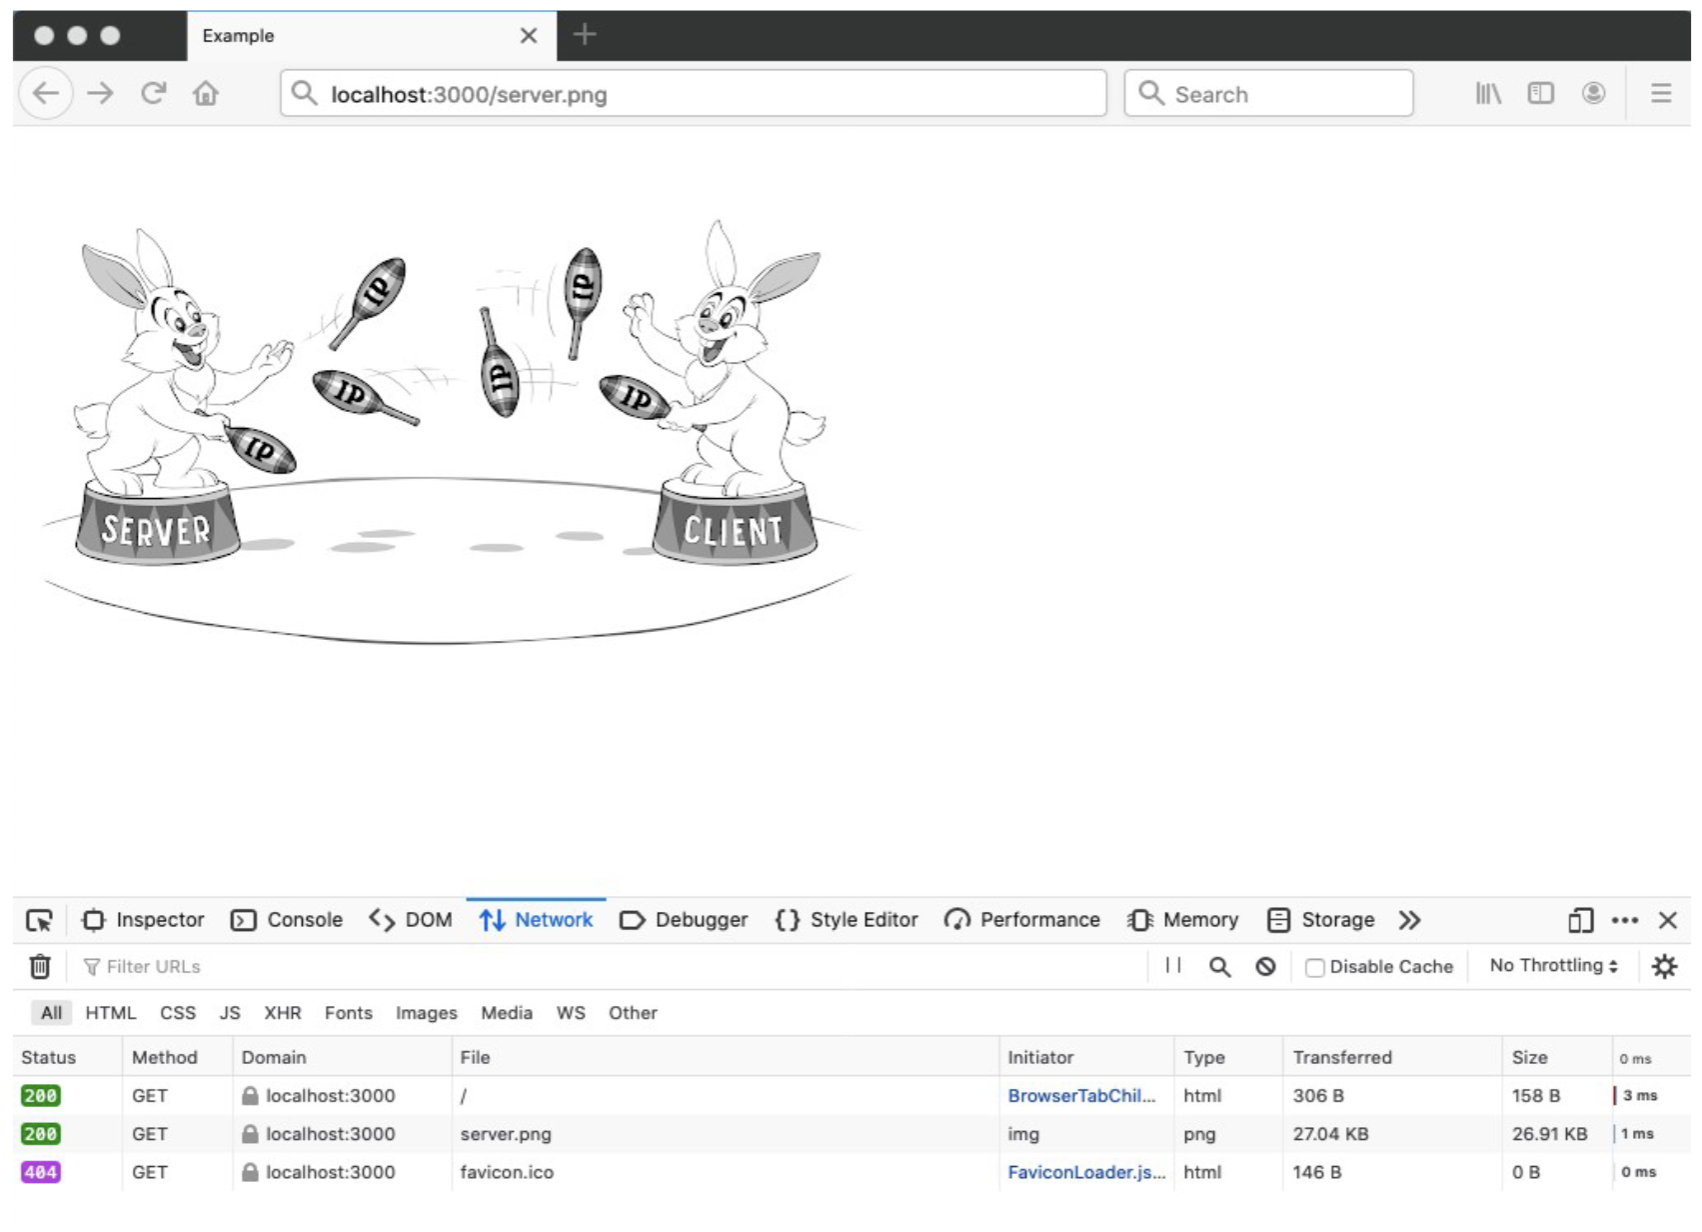 Example
localhost:3000/server.png Search
IP IP
IP IP IP
IP
SERVER CLIENT
Inspector Console DOM Network Debugger {} Style Editor Performance Memory Storage
Filter URLs Disable Cache No Throttling
All HTML CSS JS XHR Fonts Images Media WS Other
Status Method Domain File Initiator Type Transferred Size 0 ms
200 GET localhost:3000 / BrowserTabChil... html 306 B 158 B 3 ms
200 GET localhost:3000 server.png img png 27.04 KB 26.91 KB 1 ms
404 GET localhost:3000 favicon.ico FaviconLoader.js... html 146 B 0 B 0 ms